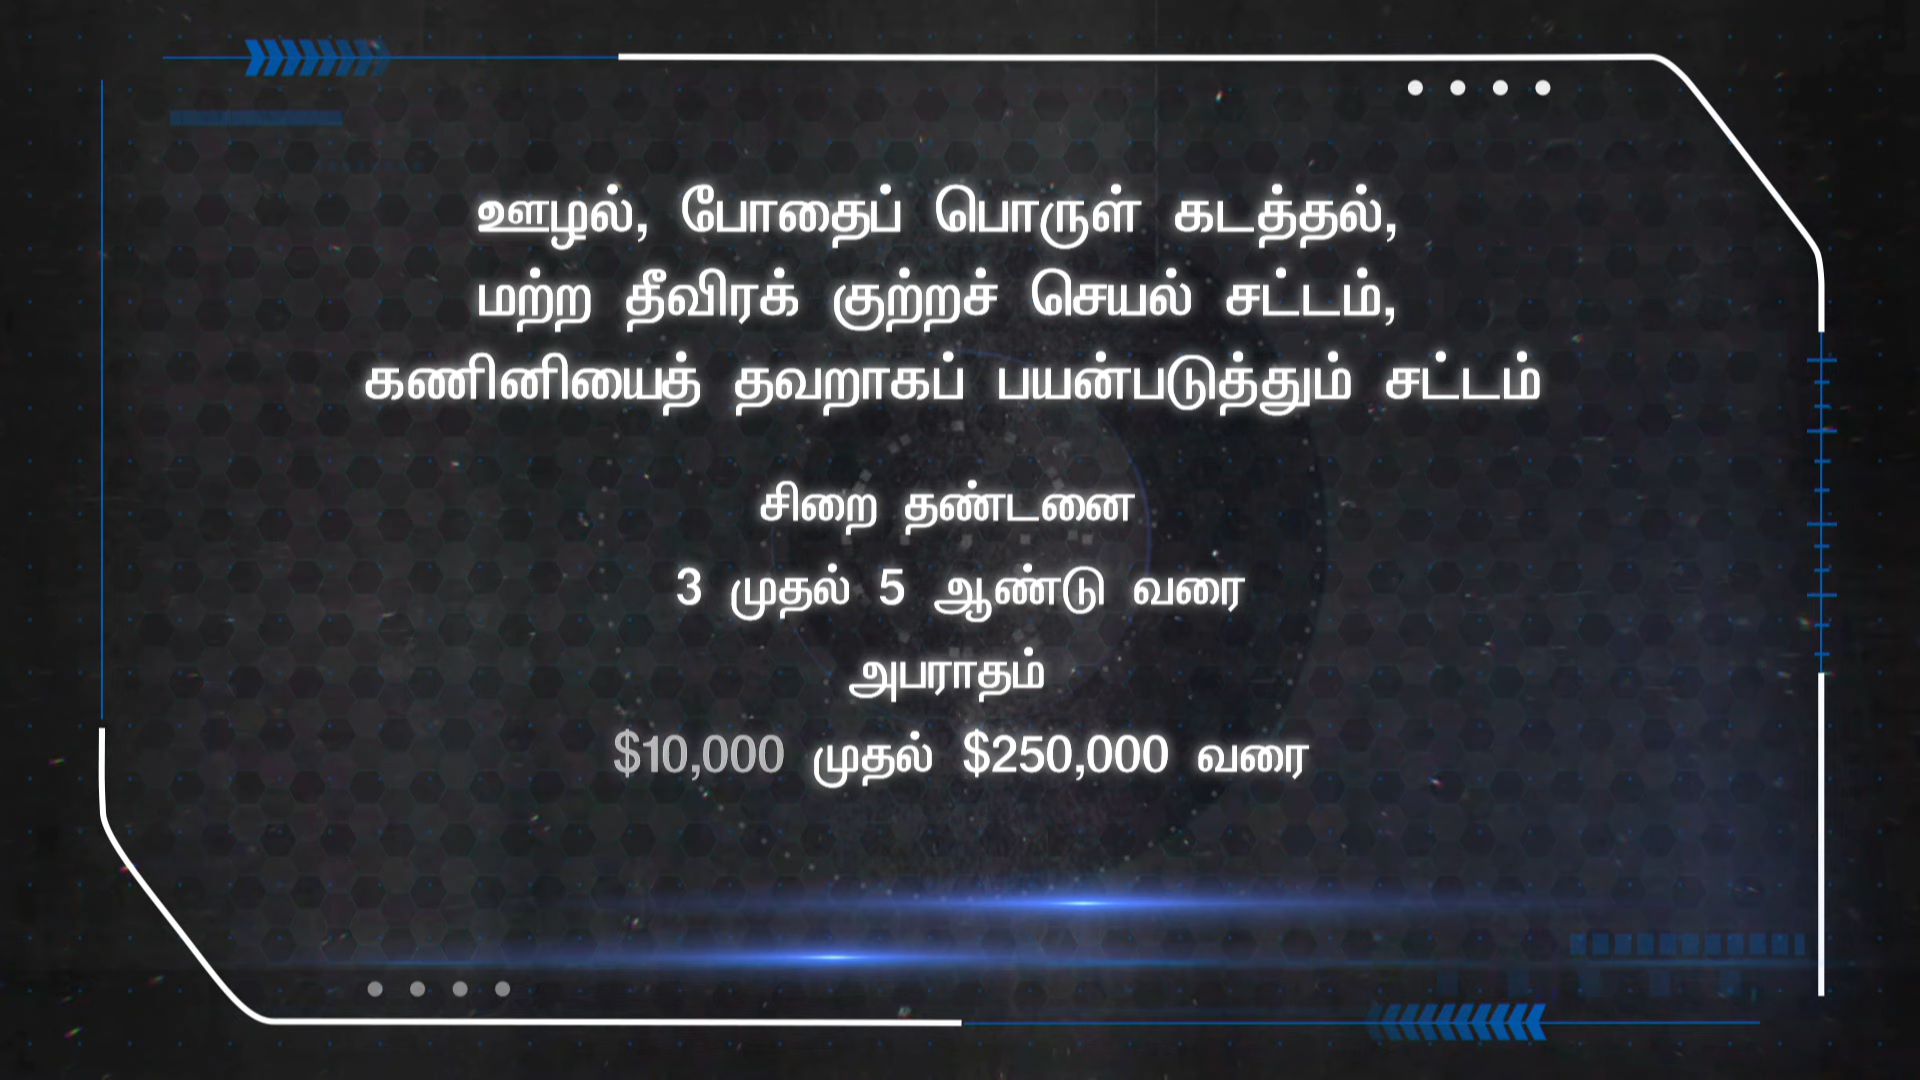 ஊழல், போதைப் பொருள் கடத்தல்,
மற்ற தீவிரக் குற்றச் செயல் சட்டம்,
கணினியைத் தவறாகப் பயன்படுத்தும் சட்டம்
சிறை தண்டனை
3 முதல் 5 ஆண்டு வரை
அபராதம்
$10,000 முதல் $250,000 வரை